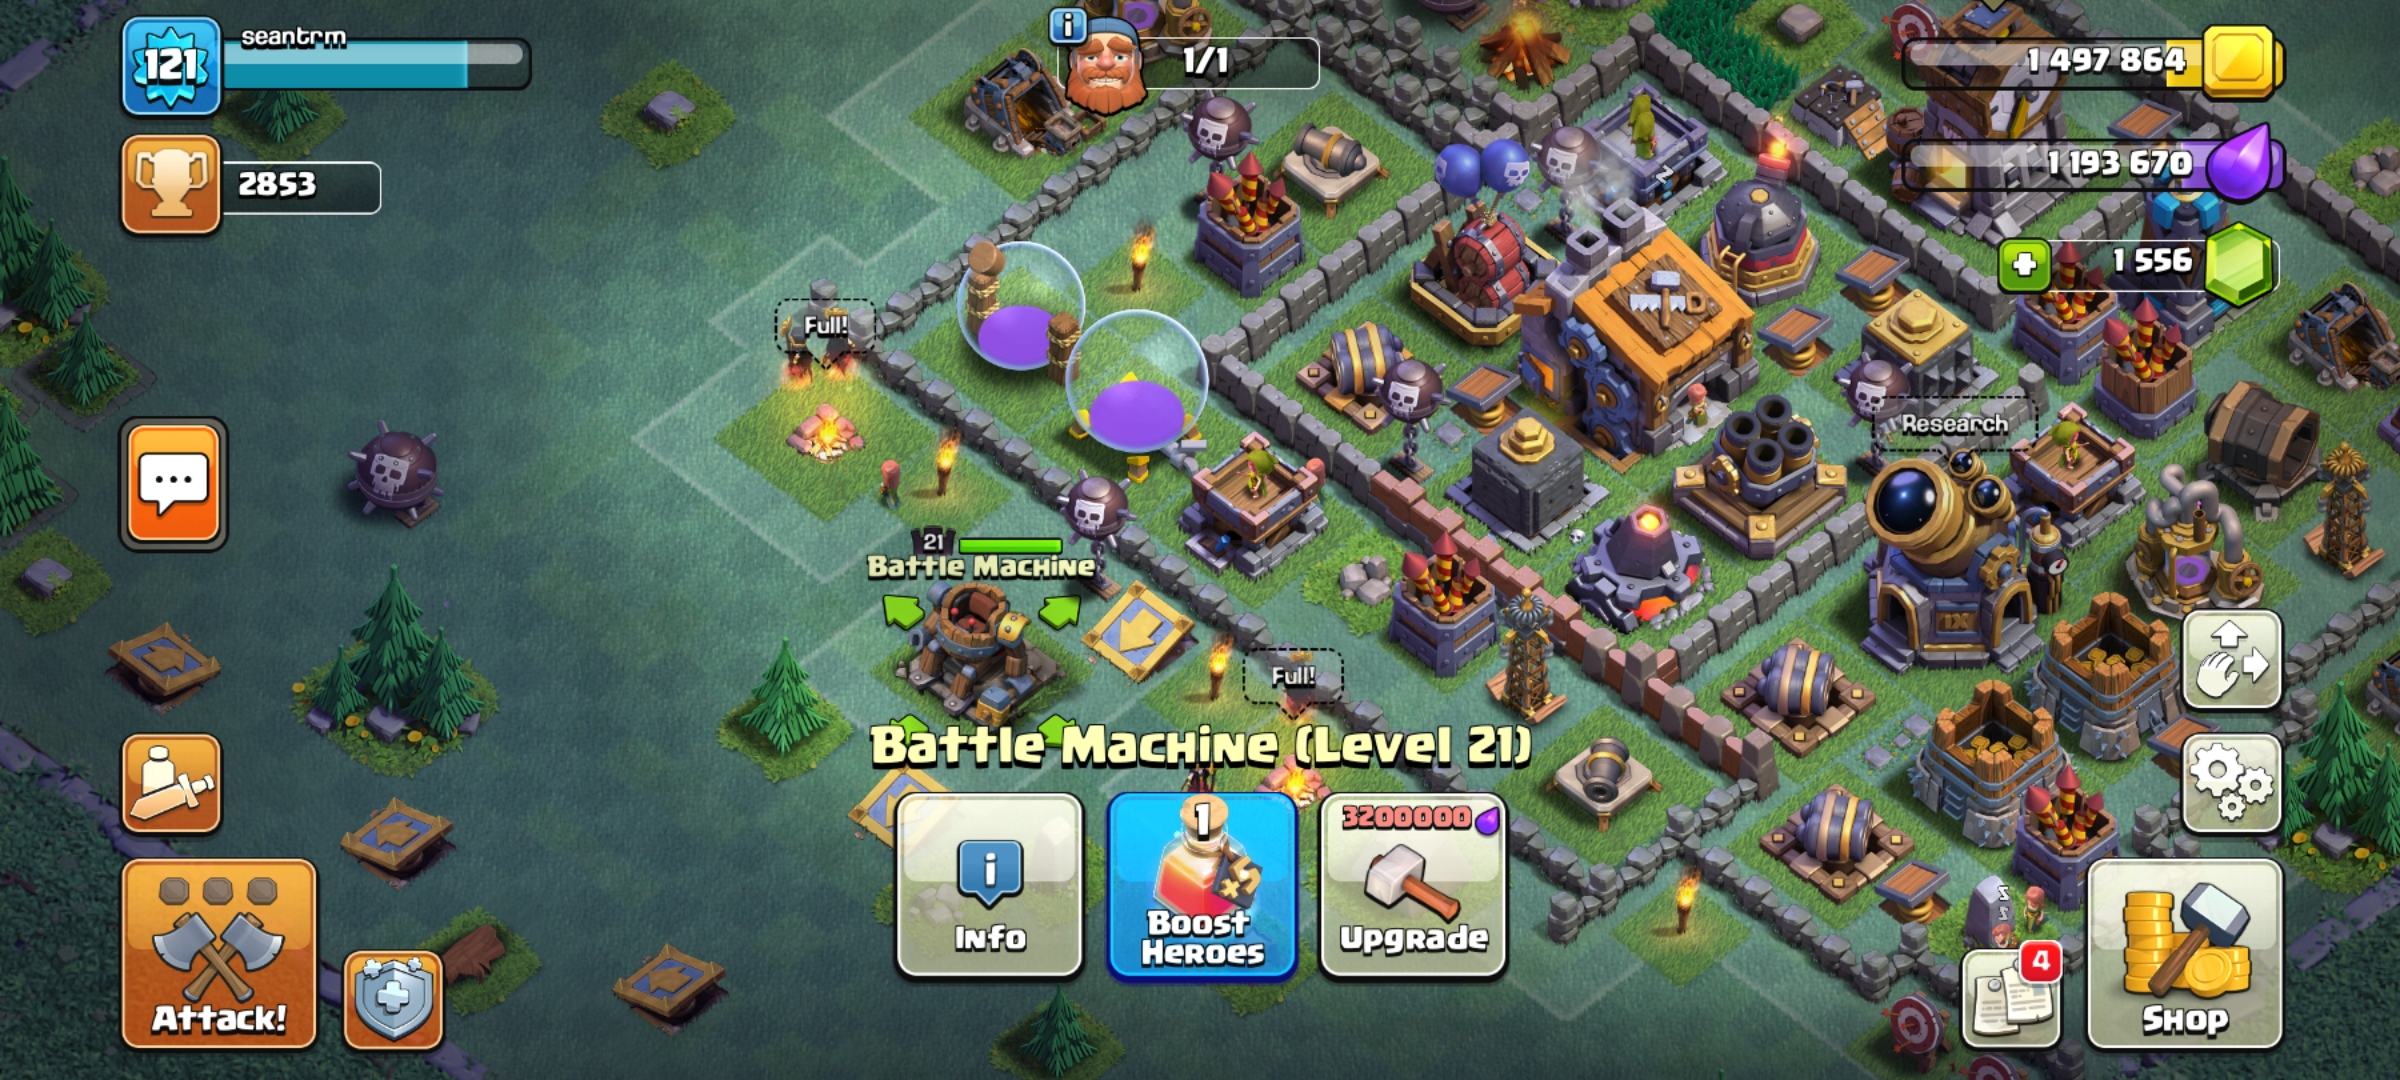 seantrm
121
1/1
1 497 864
2853
1 193 670
1 556
Full!
Research
21
Battle Machine
Full!
Battle Machine (Level 21)
1
3200000
Info
Boost
Heroes
Upgrade
Attack!
4
Shop